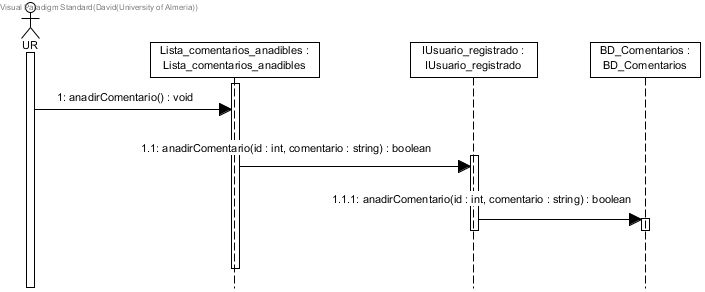 Visual Paradigm Standard(David(University of Almeria))
UR
Lista_comentarios_anadibles :
Lista_comentarios_anadibles
IUsuario_registrado :
IUsuario_registrado
BD_Comentarios :
BD_Comentarios
1: anadirComentario() : void
1.1: anadirComentario(id : int, comentario : string) : boolean
1.1.1: anadirComentario(id : int, comentario : string) : boolean